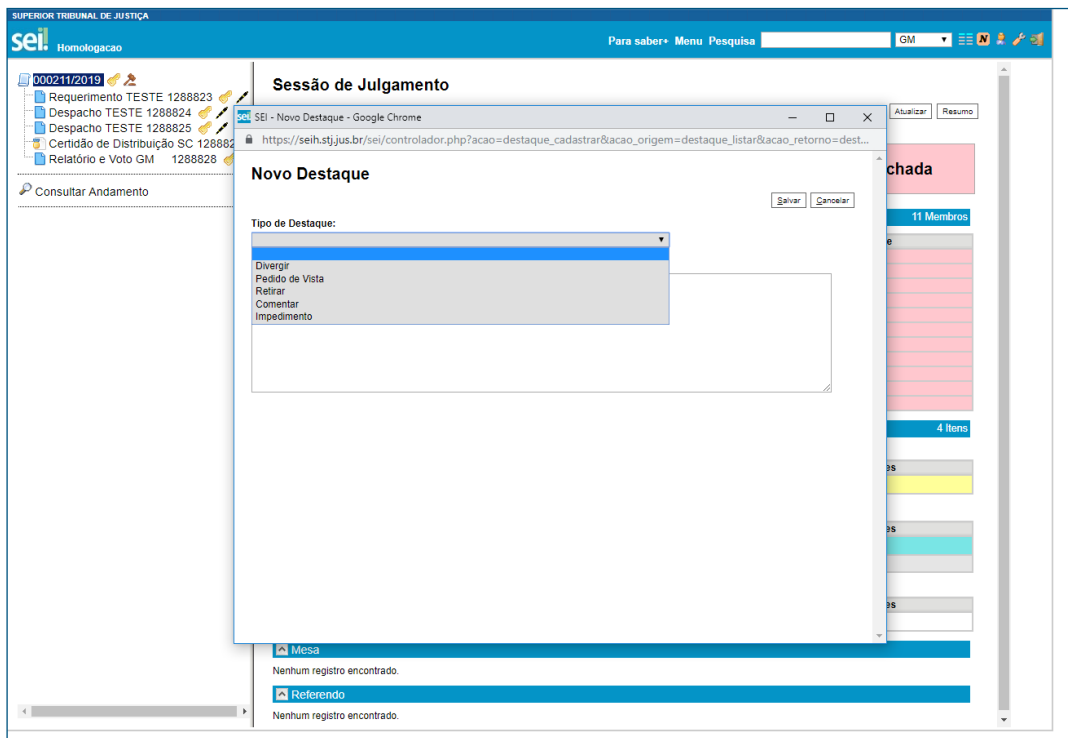 SUPERIOR TRIBUNAL DE JUSTIÇA
sei! Homologacao
Para saber+ Menu Pesquisa GM
000211/2019
Requerimento TESTE 1288823
Despacho TESTE 1288824
Despacho TESTE 1288825
Certidão de Distribuição SC 128882
Relatório e Voto GM 1288828
Consultar Andamento
Sessão de Julgamento
Atualizar Resumo
chada
11 Membros
e
4 Itens
es
es
es
SEI - Novo Destaque - Google Chrome
https://seih.stj.jus.br/sei/controlador.php?acao=destaque_cadastrar&acao_origem=destaque_listar&acao_retorno=dest...
Novo Destaque
Salvar Cancelar
Tipo de Destaque:
Divergir
Pedido de Vista
Retirar
Comentar
Impedimento
Mesa
Nenhum registro encontrado.
Referendo
Nenhum registro encontrado.